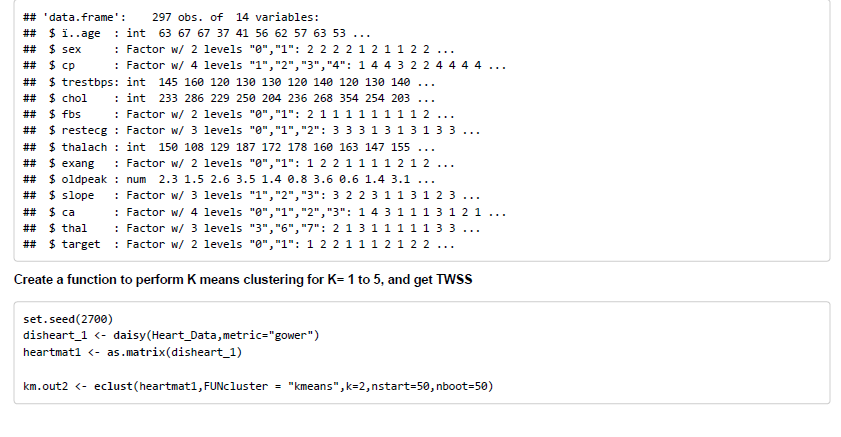 ## 'data.frame':    297 obs. of  14 variables:
##  $ ï..age  : int  63 67 67 37 41 56 62 57 63 53 ...
##  $ sex     : Factor w/ 2 levels "0","1": 2 2 2 2 1 2 1 1 2 2 ...
##  $ cp      : Factor w/ 4 levels "1","2","3","4": 1 4 4 3 2 2 4 4 4 4 ...
##  $ trestbps: int  145 160 120 130 130 120 140 120 130 140 ...
##  $ chol    : int  233 286 229 250 204 236 268 354 254 203 ...
##  $ fbs     : Factor w/ 2 levels "0","1": 2 1 1 1 1 1 1 1 1 2 ...
##  $ restecg : Factor w/ 3 levels "0","1","2": 3 3 3 1 3 1 3 1 3 3 ...
##  $ thalach : int  150 108 129 187 172 178 160 163 147 155 ...
##  $ exang   : Factor w/ 2 levels "0","1": 1 2 2 1 1 1 1 2 1 2 ...
##  $ oldpeak : num  2.3 1.5 2.6 3.5 1.4 0.8 3.6 0.6 1.4 3.1 ...
##  $ slope   : Factor w/ 3 levels "1","2","3": 3 2 2 3 1 1 3 1 2 3 ...
##  $ ca      : Factor w/ 4 levels "0","1","2","3": 1 4 3 1 1 1 3 1 2 1 ...
##  $ thal    : Factor w/ 3 levels "3","6","7": 2 1 3 1 1 1 1 1 3 3 ...
##  $ target  : Factor w/ 2 levels "0","1": 1 2 2 1 1 1 2 1 2 2 ...
Create a function to perform K means clustering for K= 1 to 5, and get TWSS
set.seed(2700)
disheart_1 <- daisy(Heart_Data,metric="gower")
heartmat1 <- as.matrix(disheart_1)
km.out2 <- eclust(heartmat1,FUNcluster = "kmeans",k=2,nstart=50,nboot=50)